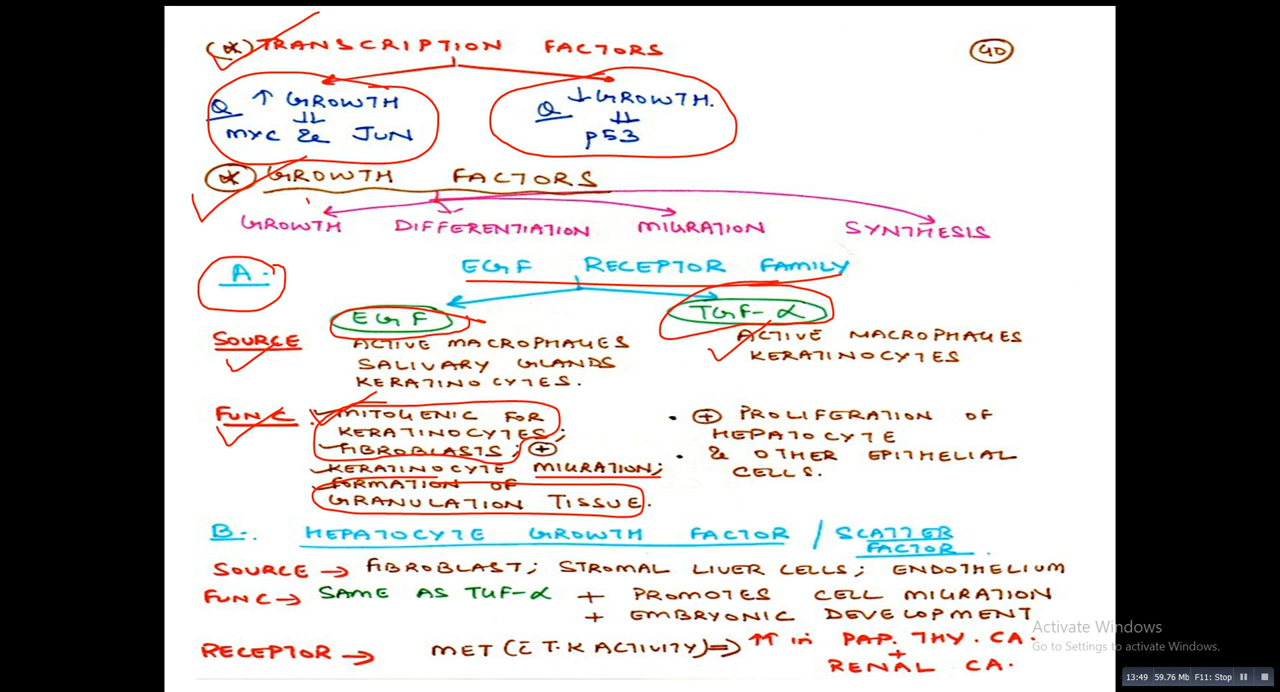 (*) TRANSCRIPTION FACTORS
40
Q ↑ GROWTH
MYC & JUN
Q ↓ GROWTH.
p53
* GROWTH FACTORS
GROWTH DIFFERENTIATION MIGRATION SYNTHESIS
A. EGF RECEPTOR FAMILY
EGF TGF-α
SOURCE
ACTIVE MACROPHAGES
SALIVARY GLANDS
KERATINOCYTES.
ACTIVE MACROPHAGES
KERATINOCYTES
FUNC.
MITOGENIC FOR
KERATINOCYTES;
FIBROBLASTS; ⊕
KERATINOCYTE MIGRATION;
FORMATION OF
GRANULATION TISSUE.
• ⊕ PROLIFERATION OF
HEPATOCYTE
• & OTHER EPITHELIAL
CELLS.
B-. HEPATOCYTE GROWTH FACTOR / SCATTER
FACTOR.
SOURCE → FIBROBLAST; STROMAL LIVER CELLS; ENDOTHELIUM
FUNC → SAME AS TGF-α + PROMOTES CELL MIGRATION
+ EMBRYONIC DEVELOPMENT
RECEPTOR → MET (c̄ T.K ACTIVITY) ⇒ ↑↑ in PAP. THY. CA.
+
RENAL CA.
Activate Windows
Go to Settings to activate Windows.
13:49 59.76 Mb F11: Stop